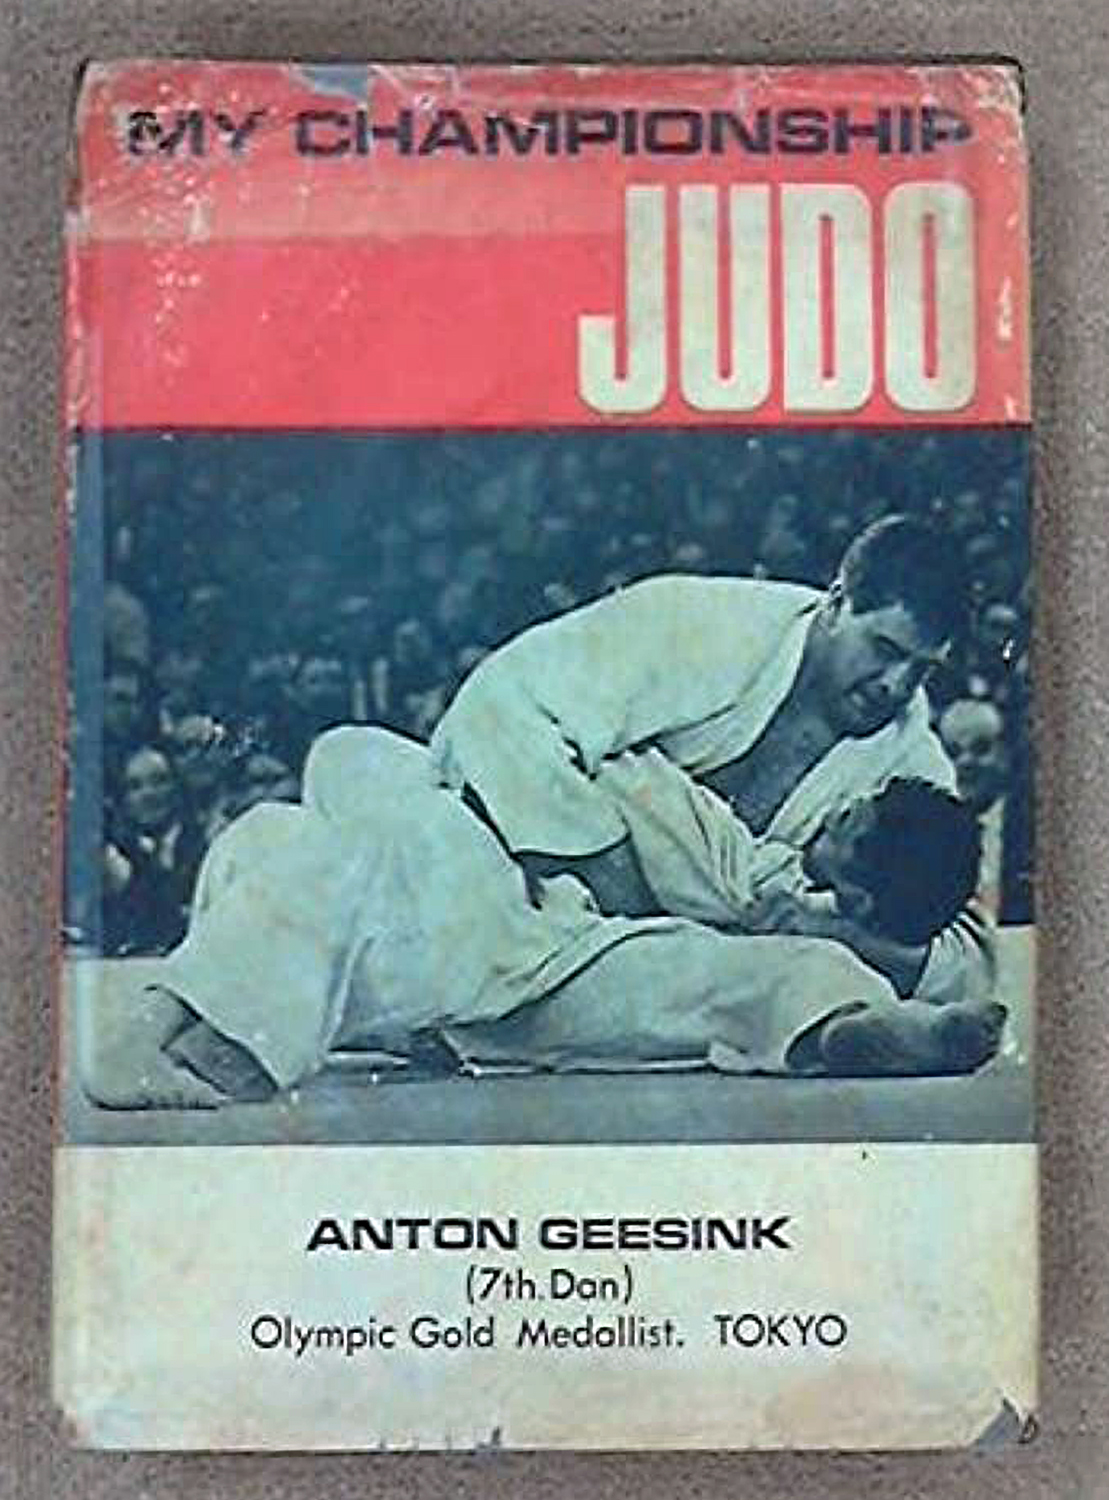 MY CHAMPIONSHIP
JUDO
ANTON GEESINK
(7th.Dan)
Olympic Gold Medallist. TOKYO